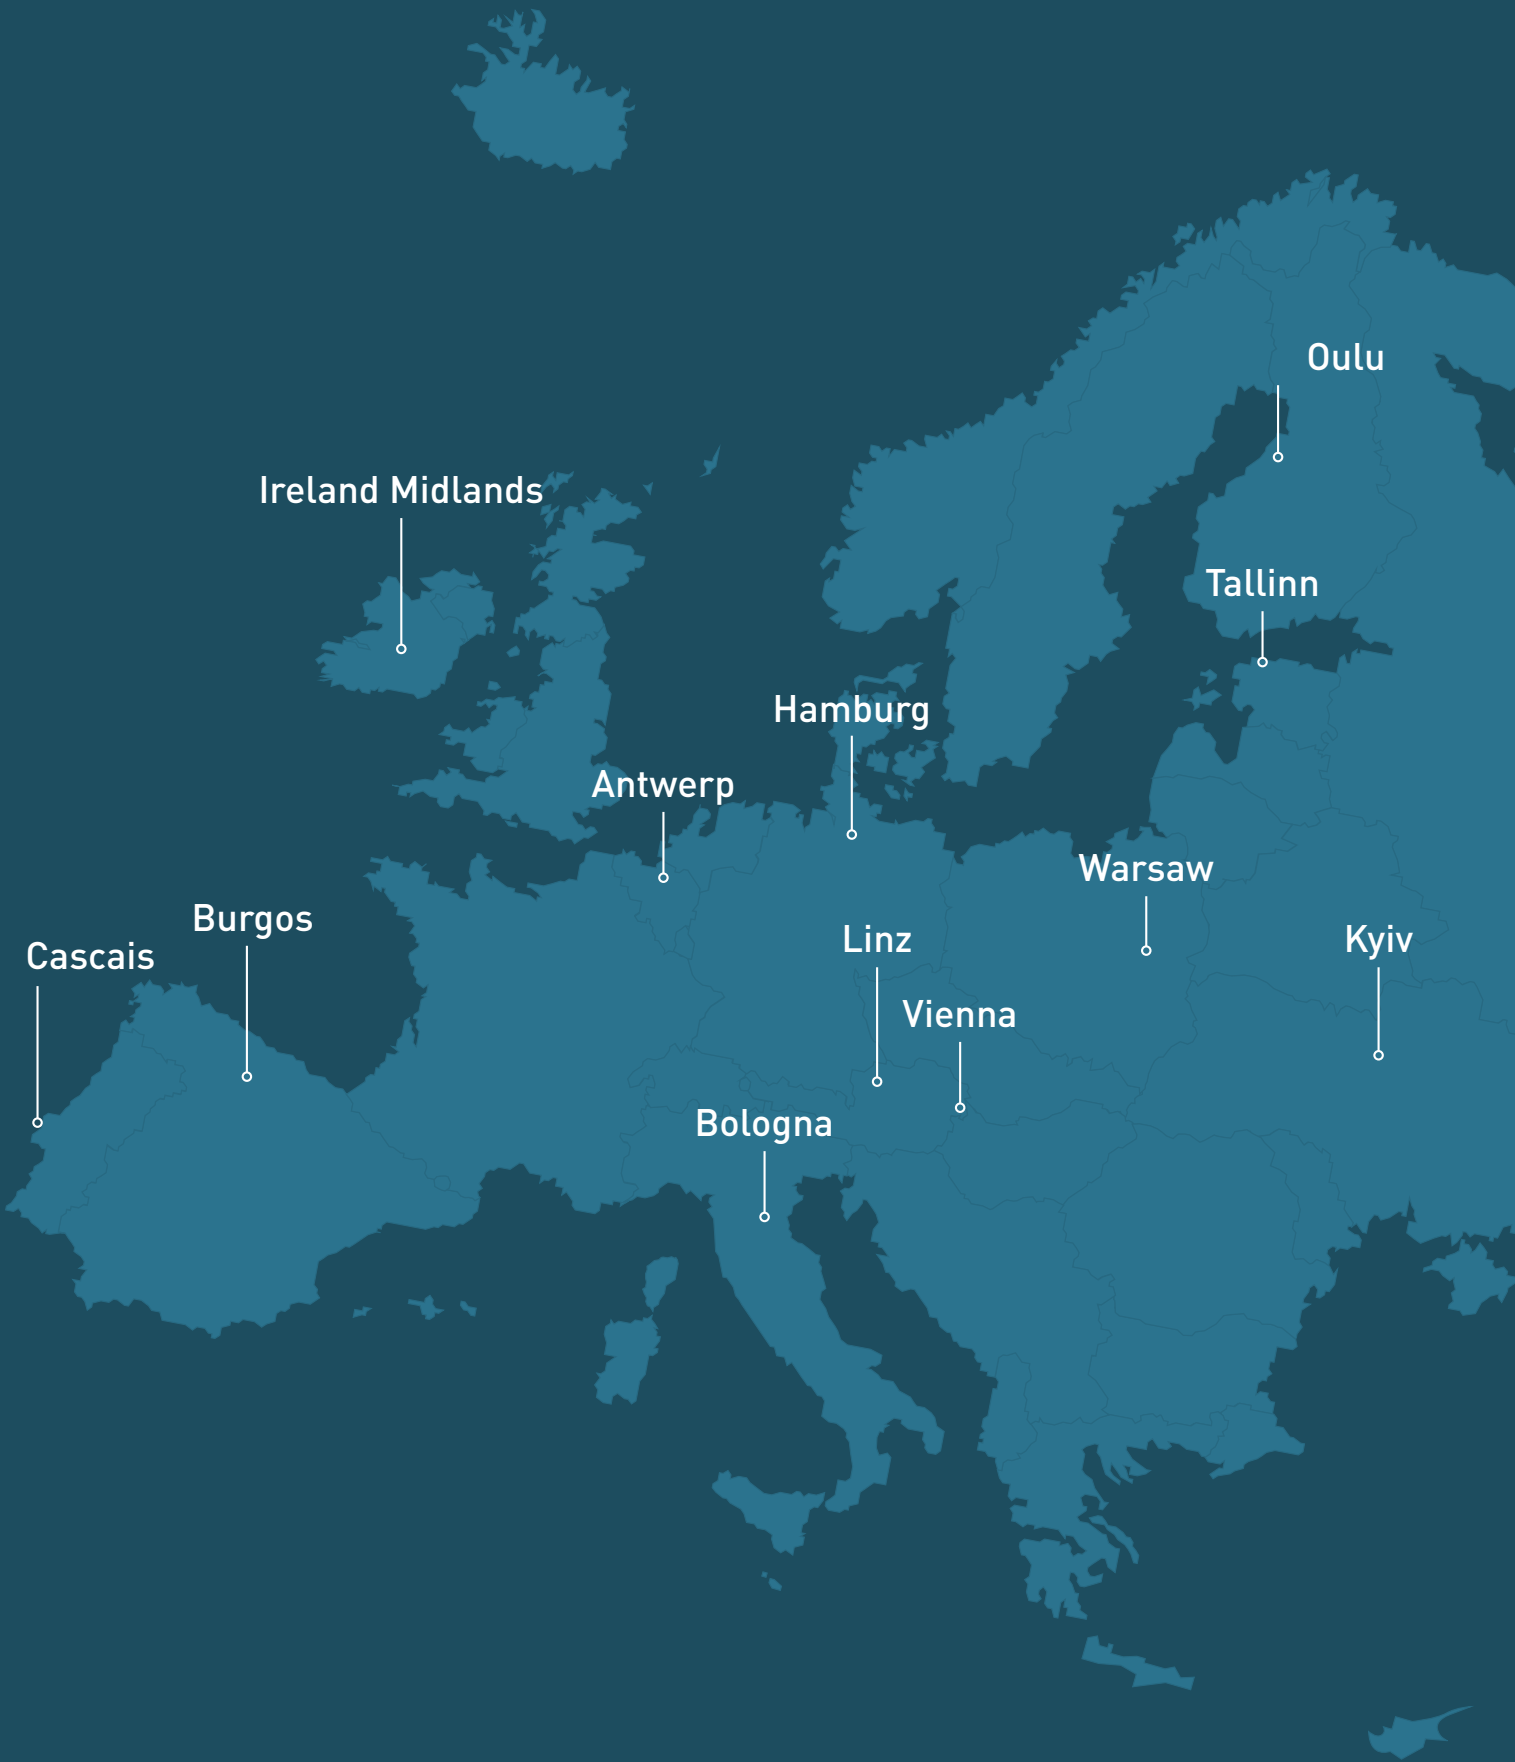 Oulu
Ireland Midlands
Tallinn
Hamburg
Antwerp
Warsaw
Burgos
Linz
Kyiv
Cascais
Vienna
Bologna